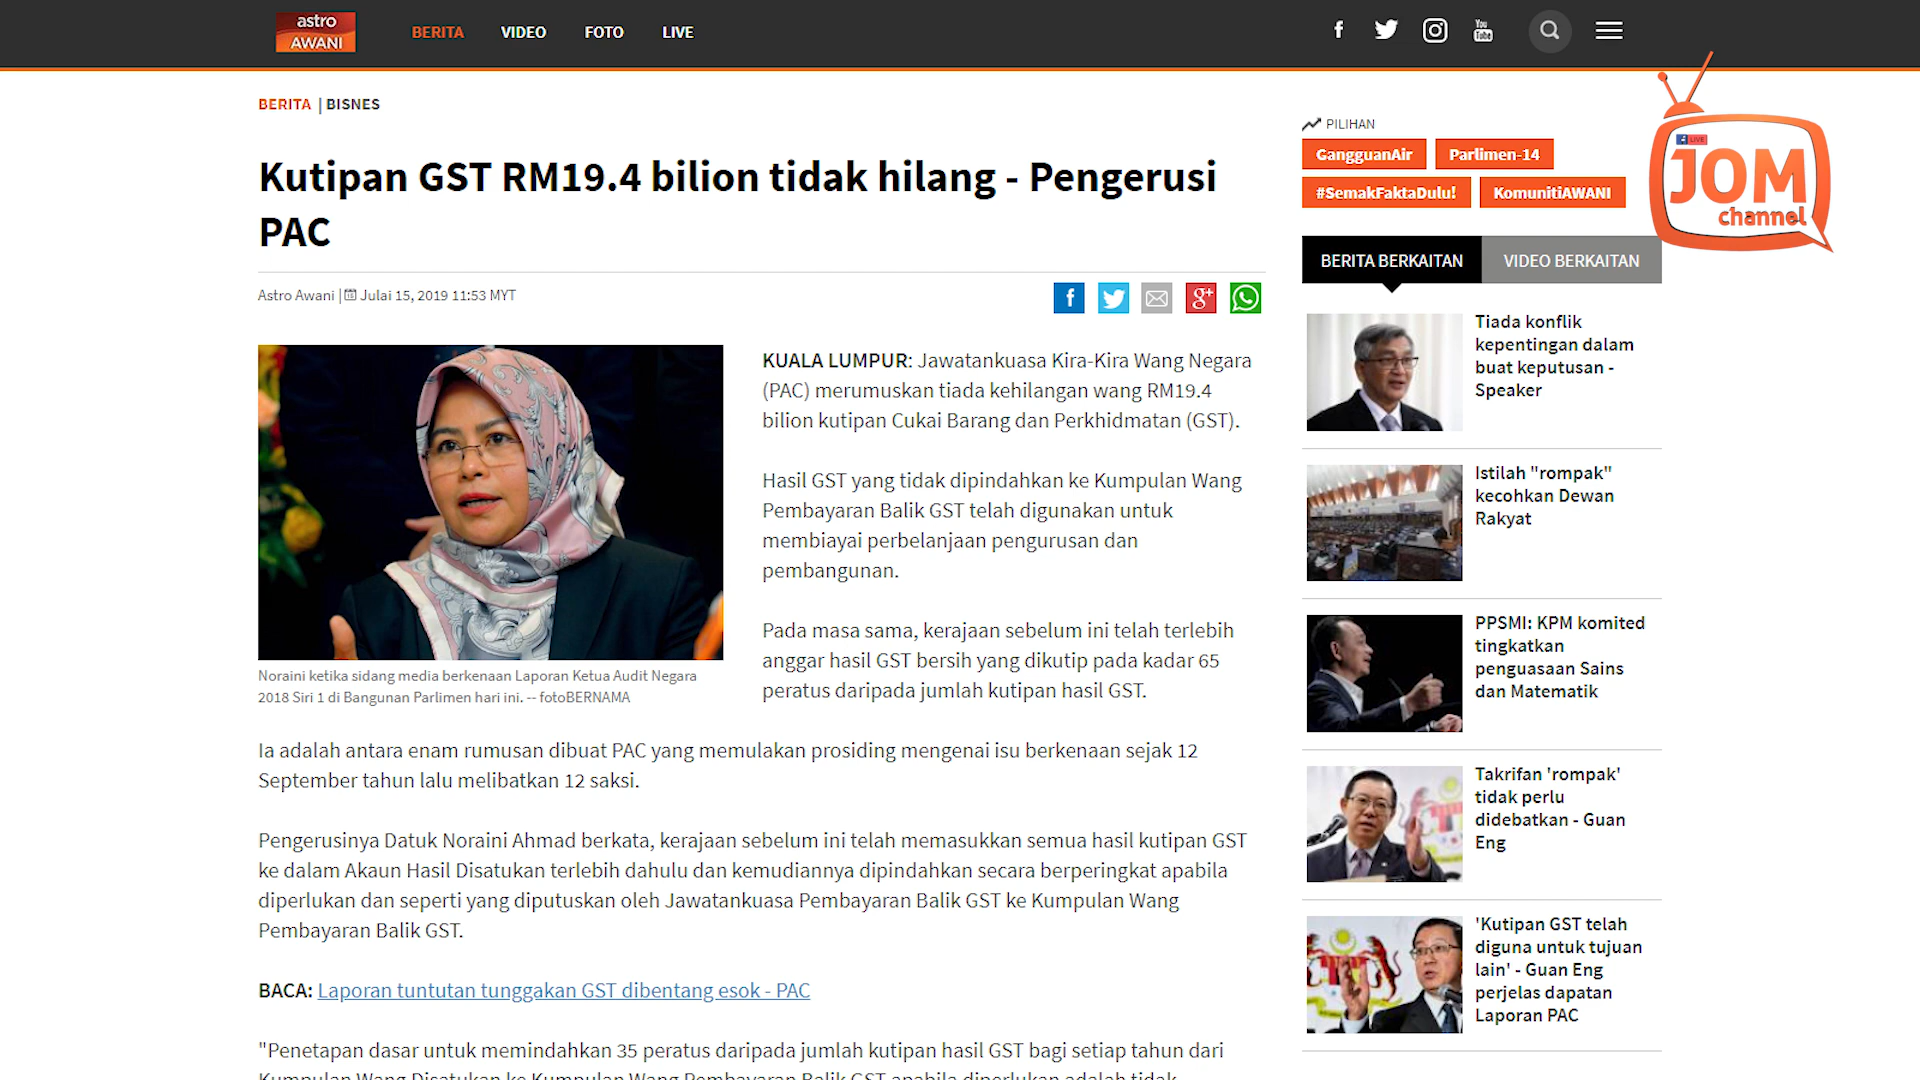 astro
AWANI
BERITA
VIDEO
FOTO
LIVE
You
Tube
BERITA | BISNES
Kutipan GST RM19.4 bilion tidak hilang - Pengerusi
PAC
Astro Awani | Julai 15, 2019 11:53 MYT
Noraini ketika sidang media berkenaan Laporan Ketua Audit Negara
2018 Siri 1 di Bangunan Parlimen hari ini. -- fotoBERNAMA
KUALA LUMPUR: Jawatankuasa Kira-Kira Wang Negara
(PAC) merumuskan tiada kehilangan wang RM19.4
bilion kutipan Cukai Barang dan Perkhidmatan (GST).
Hasil GST yang tidak dipindahkan ke Kumpulan Wang
Pembayaran Balik GST telah digunakan untuk
membiayai perbelanjaan pengurusan dan
pembangunan.
Pada masa sama, kerajaan sebelum ini telah terlebih
anggar hasil GST bersih yang dikutip pada kadar 65
peratus daripada jumlah kutipan hasil GST.
Ia adalah antara enam rumusan dibuat PAC yang memulakan prosiding mengenai isu berkenaan sejak 12
September tahun lalu melibatkan 12 saksi.
Pengerusinya Datuk Noraini Ahmad berkata, kerajaan sebelum ini telah memasukkan semua hasil kutipan GST
ke dalam Akaun Hasil Disatukan terlebih dahulu dan kemudiannya dipindahkan secara berperingkat apabila
diperlukan dan seperti yang diputuskan oleh Jawatankuasa Pembayaran Balik GST ke Kumpulan Wang
Pembayaran Balik GST.
BACA: Laporan tuntutan tunggakan GST dibentang esok - PAC
"Penetapan dasar untuk memindahkan 35 peratus daripada jumlah kutipan hasil GST bagi setiap tahun dari
Kumpulan Wang Disatukan ke Kumpulan Wang Pembayaran Balik GST apabila diperlukan adalah tidak
PILIHAN
GangguanAir
Parlimen-14
#SemakFaktaDulu!
KomunitiAWANI
LIVE
JOM
channel
BERITA BERKAITAN
VIDEO BERKAITAN
Tiada konflik
kepentingan dalam
buat keputusan -
Speaker
Istilah "rompak"
kecohkan Dewan
Rakyat
PPSMI: KPM komited
tingkatkan
penguasaan Sains
dan Matematik
Takrifan 'rompak'
tidak perlu
didebatkan - Guan
Eng
'Kutipan GST telah
diguna untuk tujuan
lain' - Guan Eng
perjelas dapatan
Laporan PAC